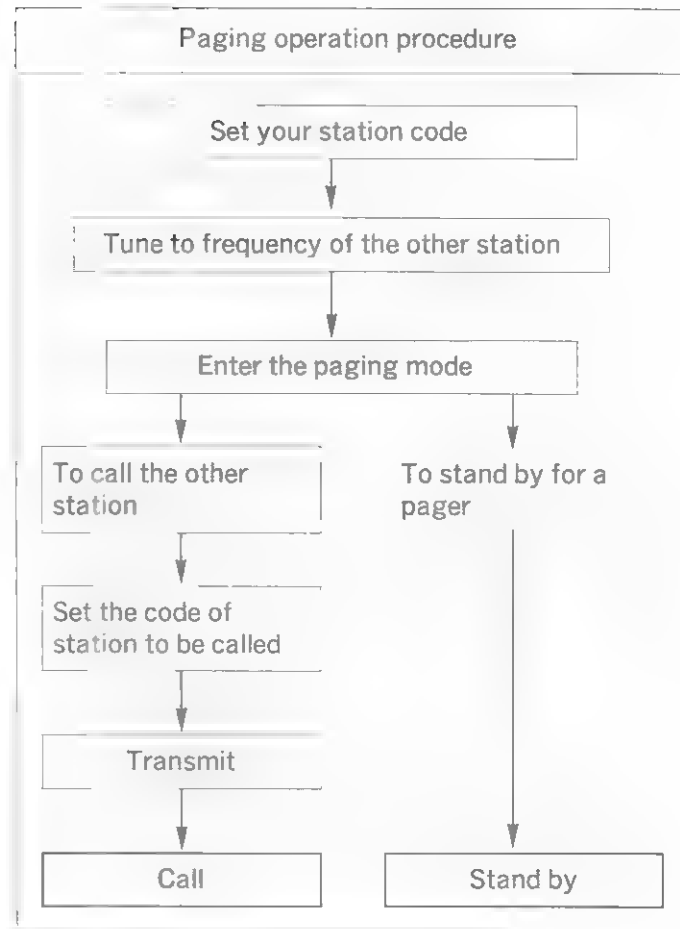 Paging operation procedure
Set your station code
Tune to frequency of the other station
Enter the paging mode
To call the other
station
To stand by for a
pager
Set the code of
station to be called
Transmit
Call
Stand by